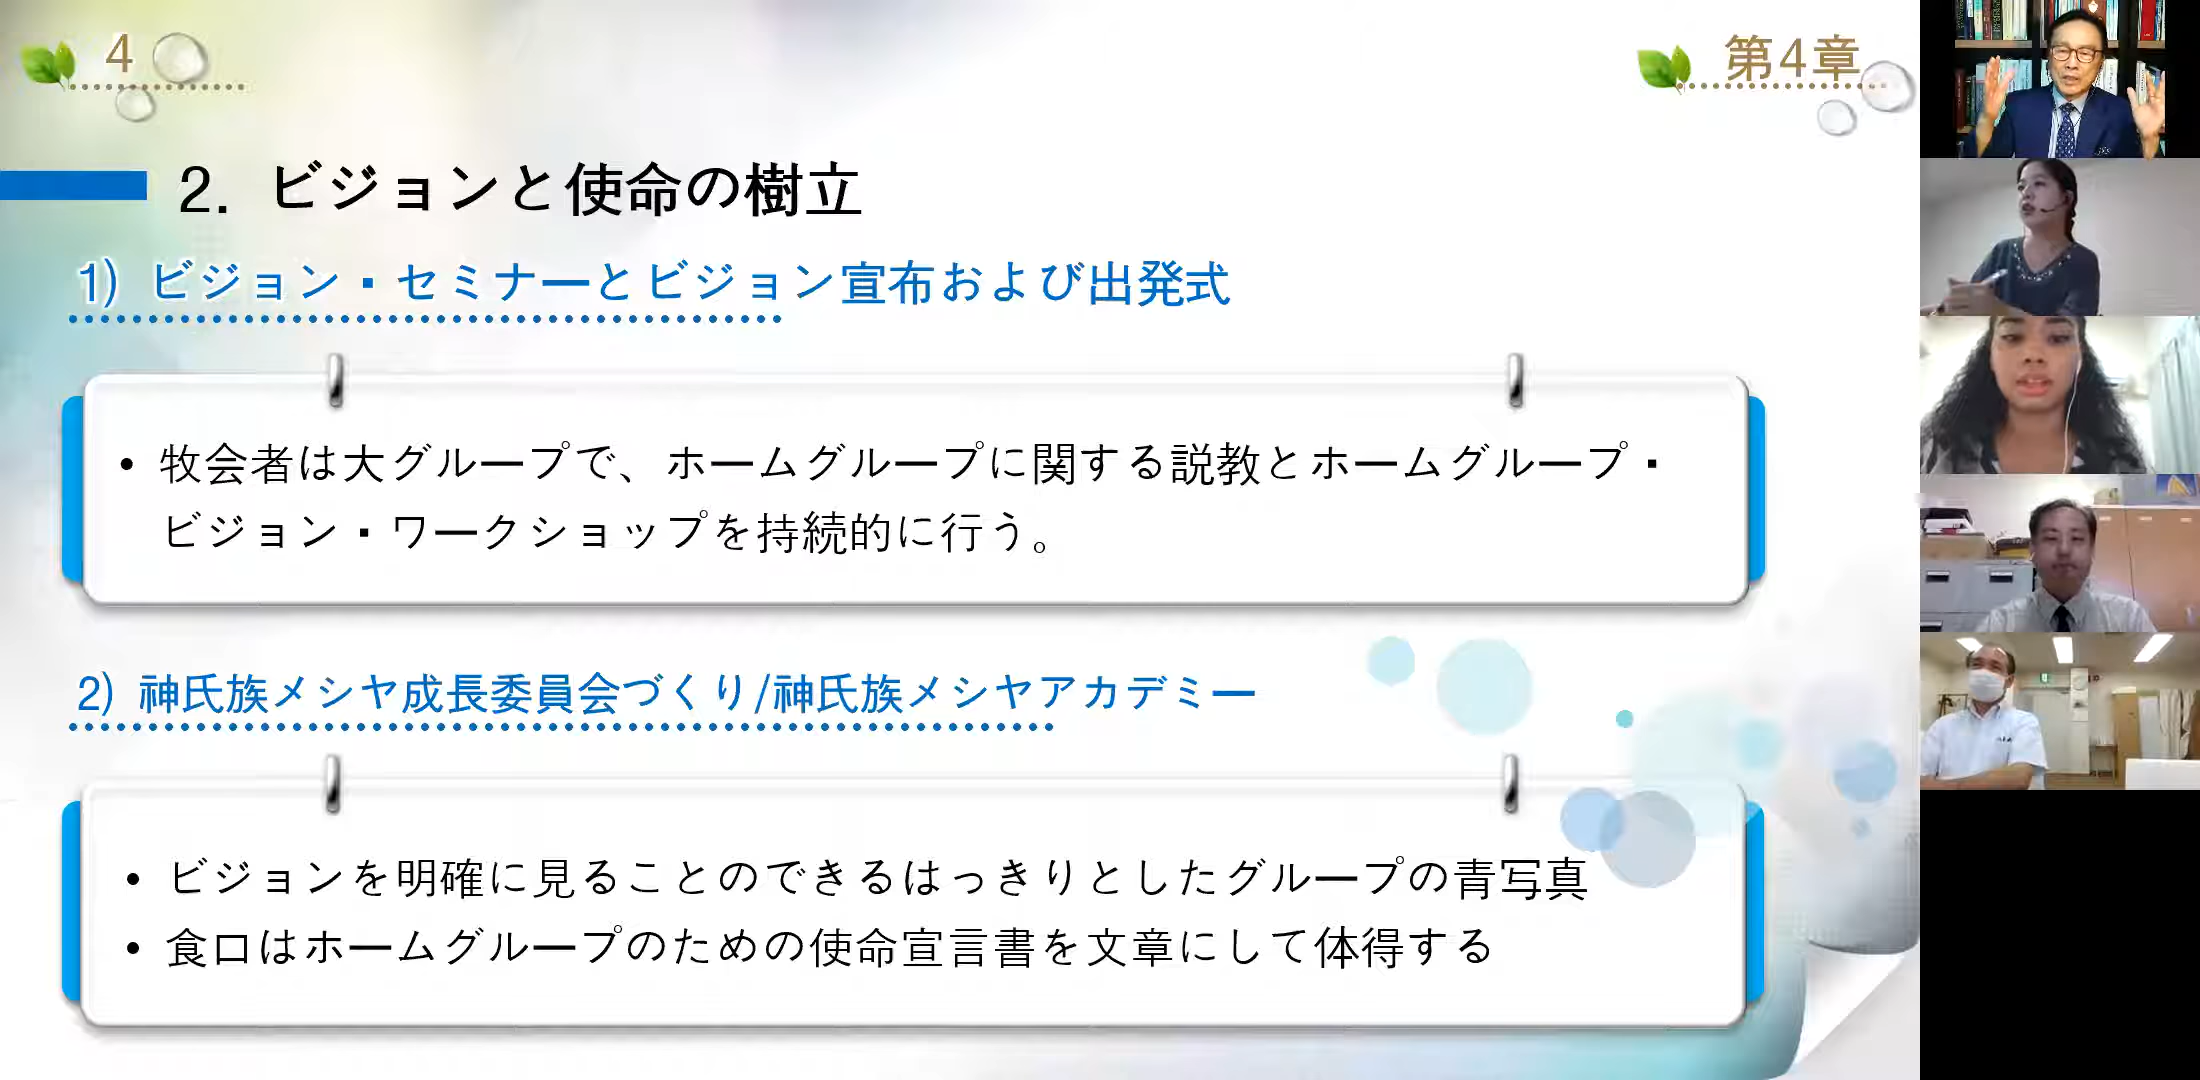 4
第4章
2. ビジョンと使命の樹立
1) ビジョン・セミナーとビジョン宣布および出発式
• 牧会者は大グループで、ホームグループに関する説教とホームグループ・
ビジョン・ワークショップを持続的に行う。
2) 神氏族メシヤ成長委員会づくり/神氏族メシヤアカデミー
• ビジョンを明確に見ることのできるはっきりとしたグループの青写真
• 食口はホームグループのための使命宣言書を文章にして体得する